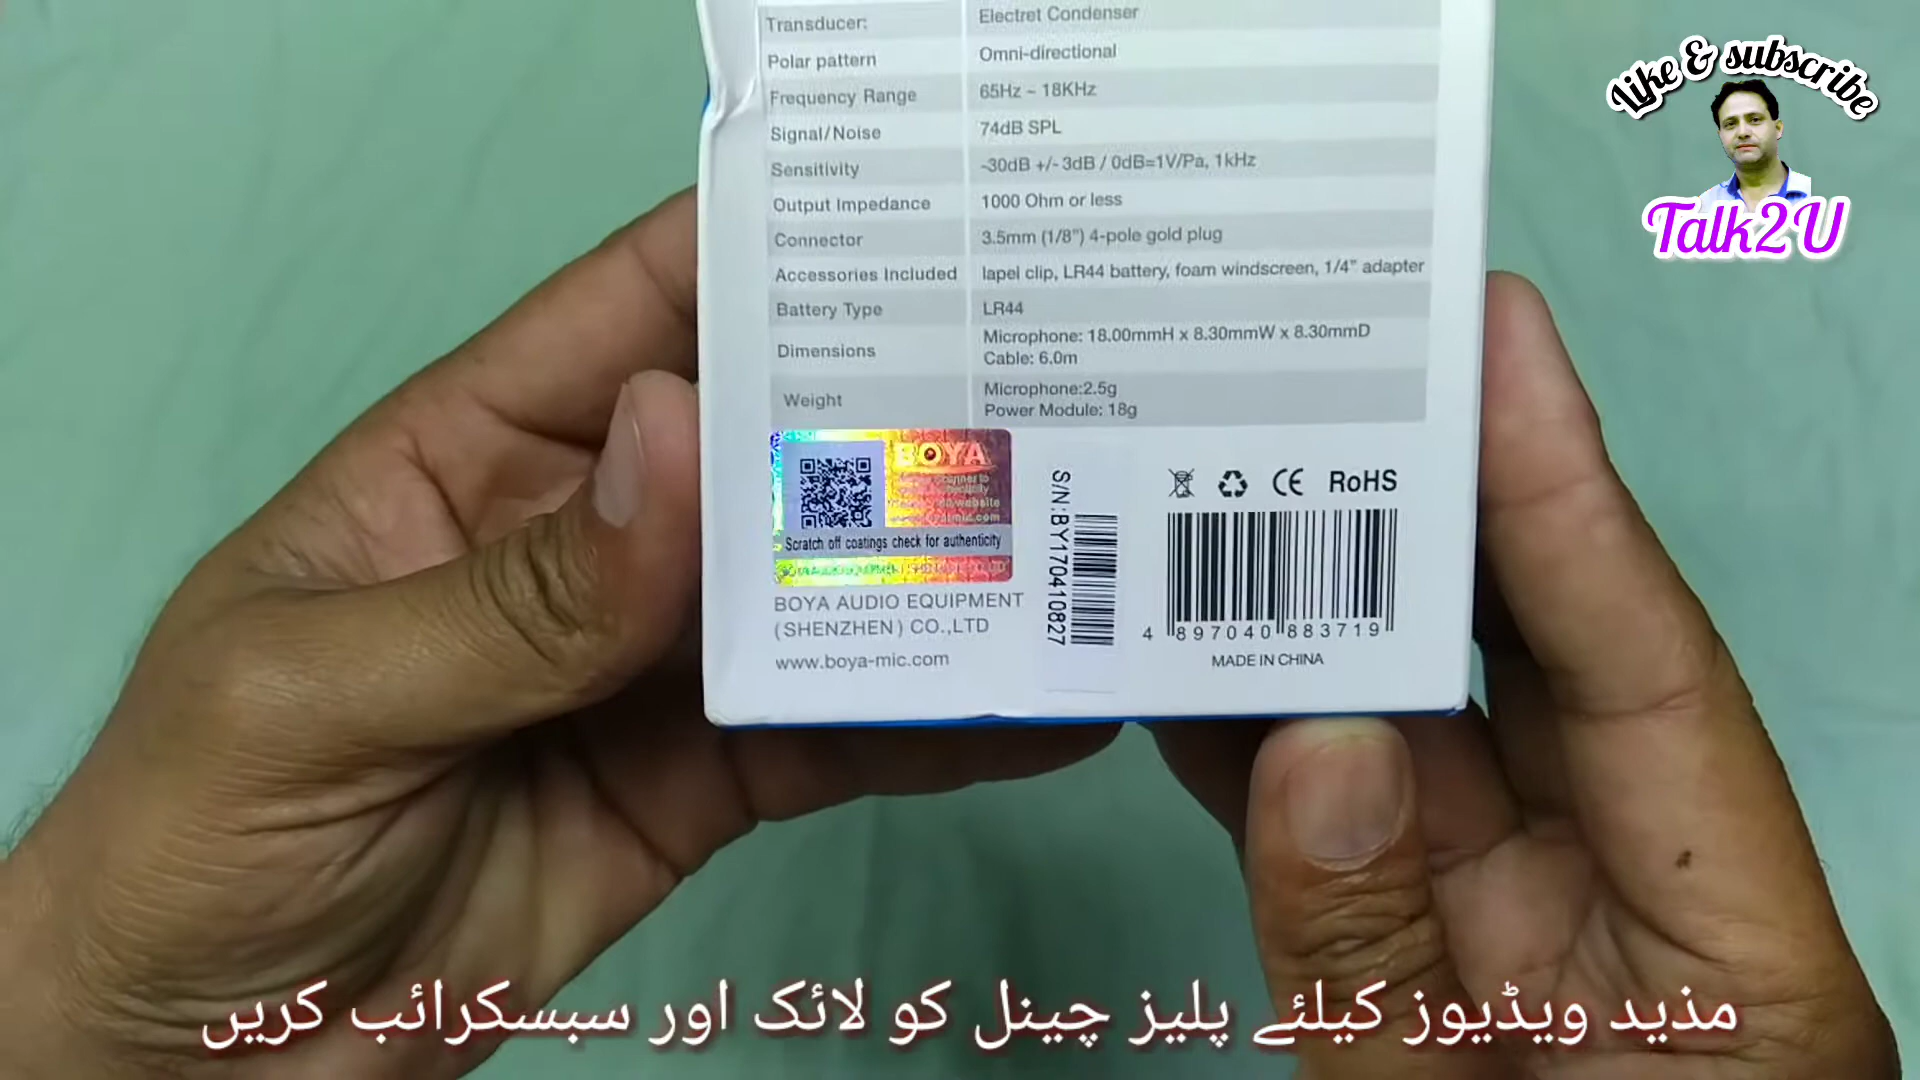 Transducer: Electret Condenser
Polar pattern Omni-directional
Frequency Range 65Hz ~ 18KHz
Signal/Noise 74dB SPL
Sensitivity -30dB +/- 3dB / 0dB=1V/Pa, 1kHz
Output Impedance 1000 Ohm or less
Connector 3.5mm (1/8") 4-pole gold plug
Accessories Included lapel clip, LR44 battery, foam windscreen, 1/4" adapter
Battery Type LR44
Dimensions Microphone: 18.00mmH x 8.30mmW x 8.30mmD
Cable: 6.0m
Weight Microphone:2.5g
Power Module: 18g
BOYA
Scratch off coatings check for authenticity
BOYA AUDIO EQUIPMENT
(SHENZHEN) CO.,LTD
www.boya-mic.com
S/N:BY170410827
CE RoHS
4 897040 883719
MADE IN CHINA
Like & subscribe
Talk2U
مذید ویڈیوز کیلئے پلیز چینل کو لائک اور سبسکرائب کریں